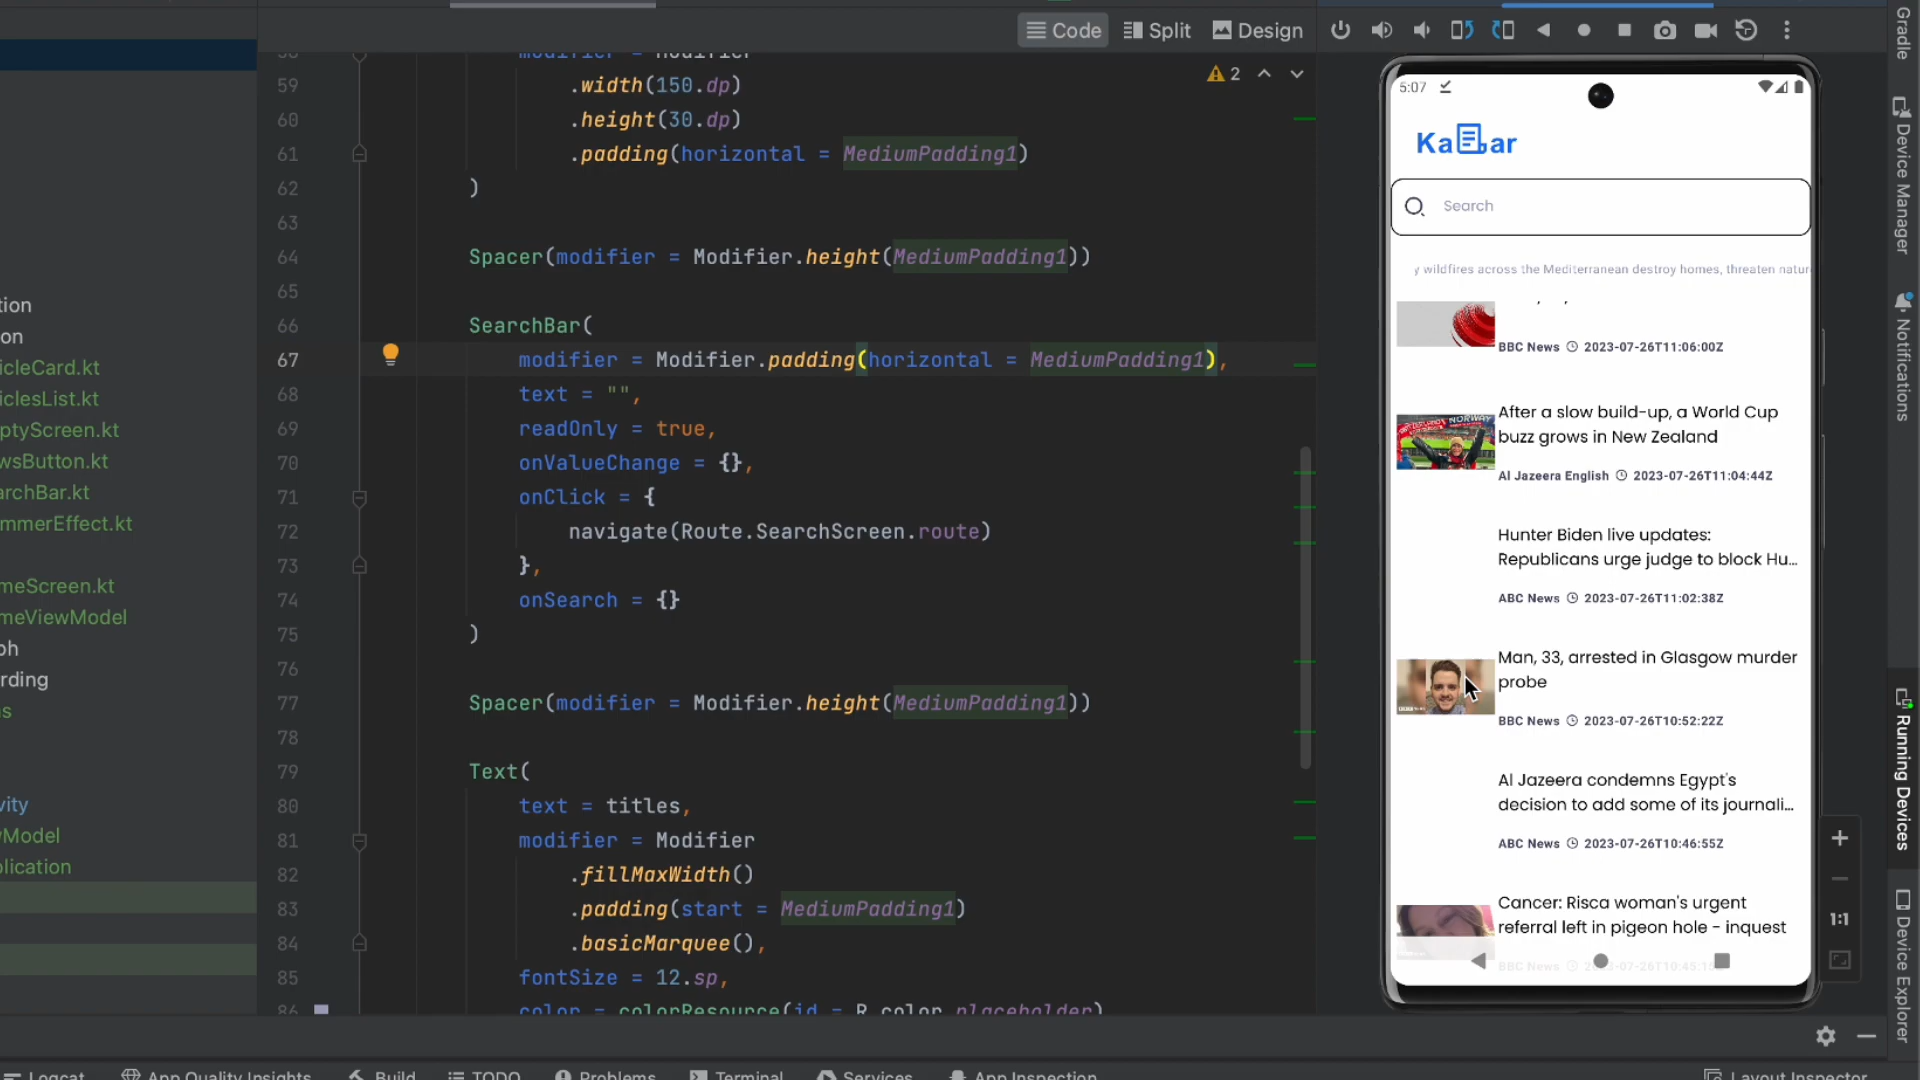 Code
Split
Design
2
59 .width(150.dp)
60 .height(30.dp)
61 .padding(horizontal = MediumPadding1)
62 )
63
64 Spacer(modifier = Modifier.height(MediumPadding1))
65
66 SearchBar(
67 modifier = Modifier.padding(horizontal = MediumPadding1),
68 text = "",
69 readOnly = true,
70 onValueChange = {},
71 onClick = {
72 navigate(Route.SearchScreen.route)
73 },
74 onSearch = {}
75 )
76
77 Spacer(modifier = Modifier.height(MediumPadding1))
78
79 Text(
80 text = titles,
81 modifier = Modifier
82 .fillMaxWidth()
83 .padding(start = MediumPadding1)
84 .basicMarquee(),
85 fontSize = 12.sp,
86 color = colorResource(id = R.color.placeholder)
tion
on
icleCard.kt
iclesList.kt
ptyScreen.kt
wsButton.kt
archBar.kt
mmerEffect.kt
meScreen.kt
meViewModel
ph
rding
s
vity
wModel
plication
5:07
Ka ar
Search
y wildfires across the Mediterranean destroy homes, threaten natur
BBC News 2023-07-26T11:06:00Z
After a slow build-up, a World Cup
buzz grows in New Zealand
Al Jazeera English 2023-07-26T11:04:44Z
Hunter Biden live updates:
Republicans urge judge to block Hu...
ABC News 2023-07-26T11:02:38Z
Man, 33, arrested in Glasgow murder
probe
BBC News 2023-07-26T10:52:22Z
Al Jazeera condemns Egypt's
decision to add some of its journali...
ABC News 2023-07-26T10:46:55Z
Cancer: Risca woman's urgent
referral left in pigeon hole - inquest
BBC News
1:1
Gradle
Device Manager
Notifications
Running Devices
Device Explorer
Logcat
App Quality Insights
Build
TODO
Problems
Terminal
Services
App Inspection
Layout Inspector